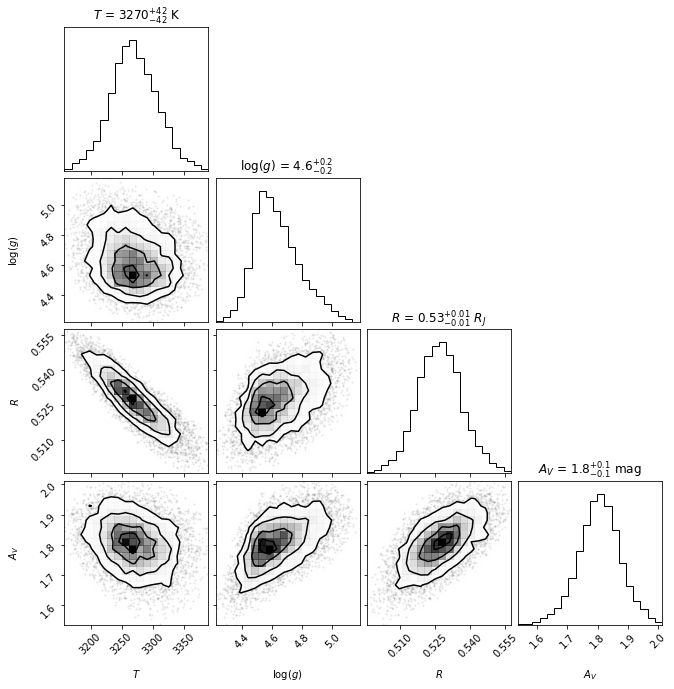 T = 3270+42−42 K
log(g) = 4.6+0.2−0.2
5.0
4.8
4.6
4.4
log(g)
R = 0.53+0.01−0.01 RJ
0.555
0.540
0.525
0.510
R
AV = 1.8+0.1−0.1 mag
2.0
1.9
1.8
1.7
1.6
AV
3200 3250 3300 3350 4.4 4.6 4.8 5.0 0.510 0.525 0.540 0.555 1.6 1.7 1.8 1.9 2.0
T log(g) R AV